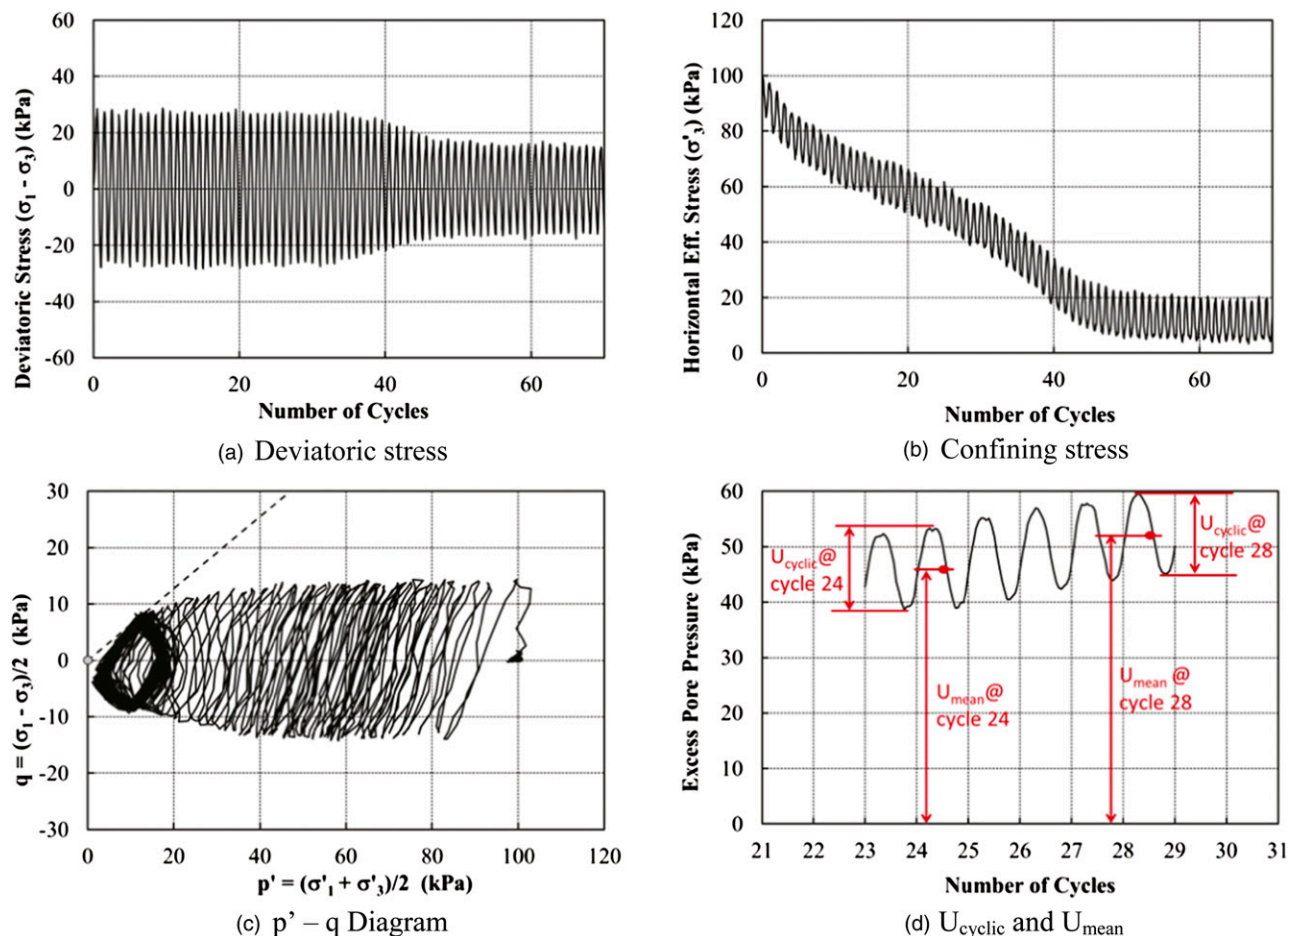 60
40
20
0
-20
-40
-60
Deviatoric Stress (σ1 - σ3) (kPa)
0 20 40 60
Number of Cycles
(a) Deviatoric stress
120
100
80
60
40
20
0
Horizontal Eff. Stress (σ'3) (kPa)
0 20 40 60
Number of Cycles
(b) Confining stress
30
20
10
0
-10
-20
-30
q = (σ1 - σ3)/2 (kPa)
0 20 40 60 80 100 120
p' = (σ'1 + σ'3)/2 (kPa)
(c) p’ – q Diagram
60
50
40
30
20
10
0
Excess Pore Pressure (kPa)
Ucyclic@
cycle 24
Umean@
cycle 24
Umean@
cycle 28
Ucyclic@
cycle 28
21 22 23 24 25 26 27 28 29 30 31
Number of Cycles
(d) Ucyclic and Umean